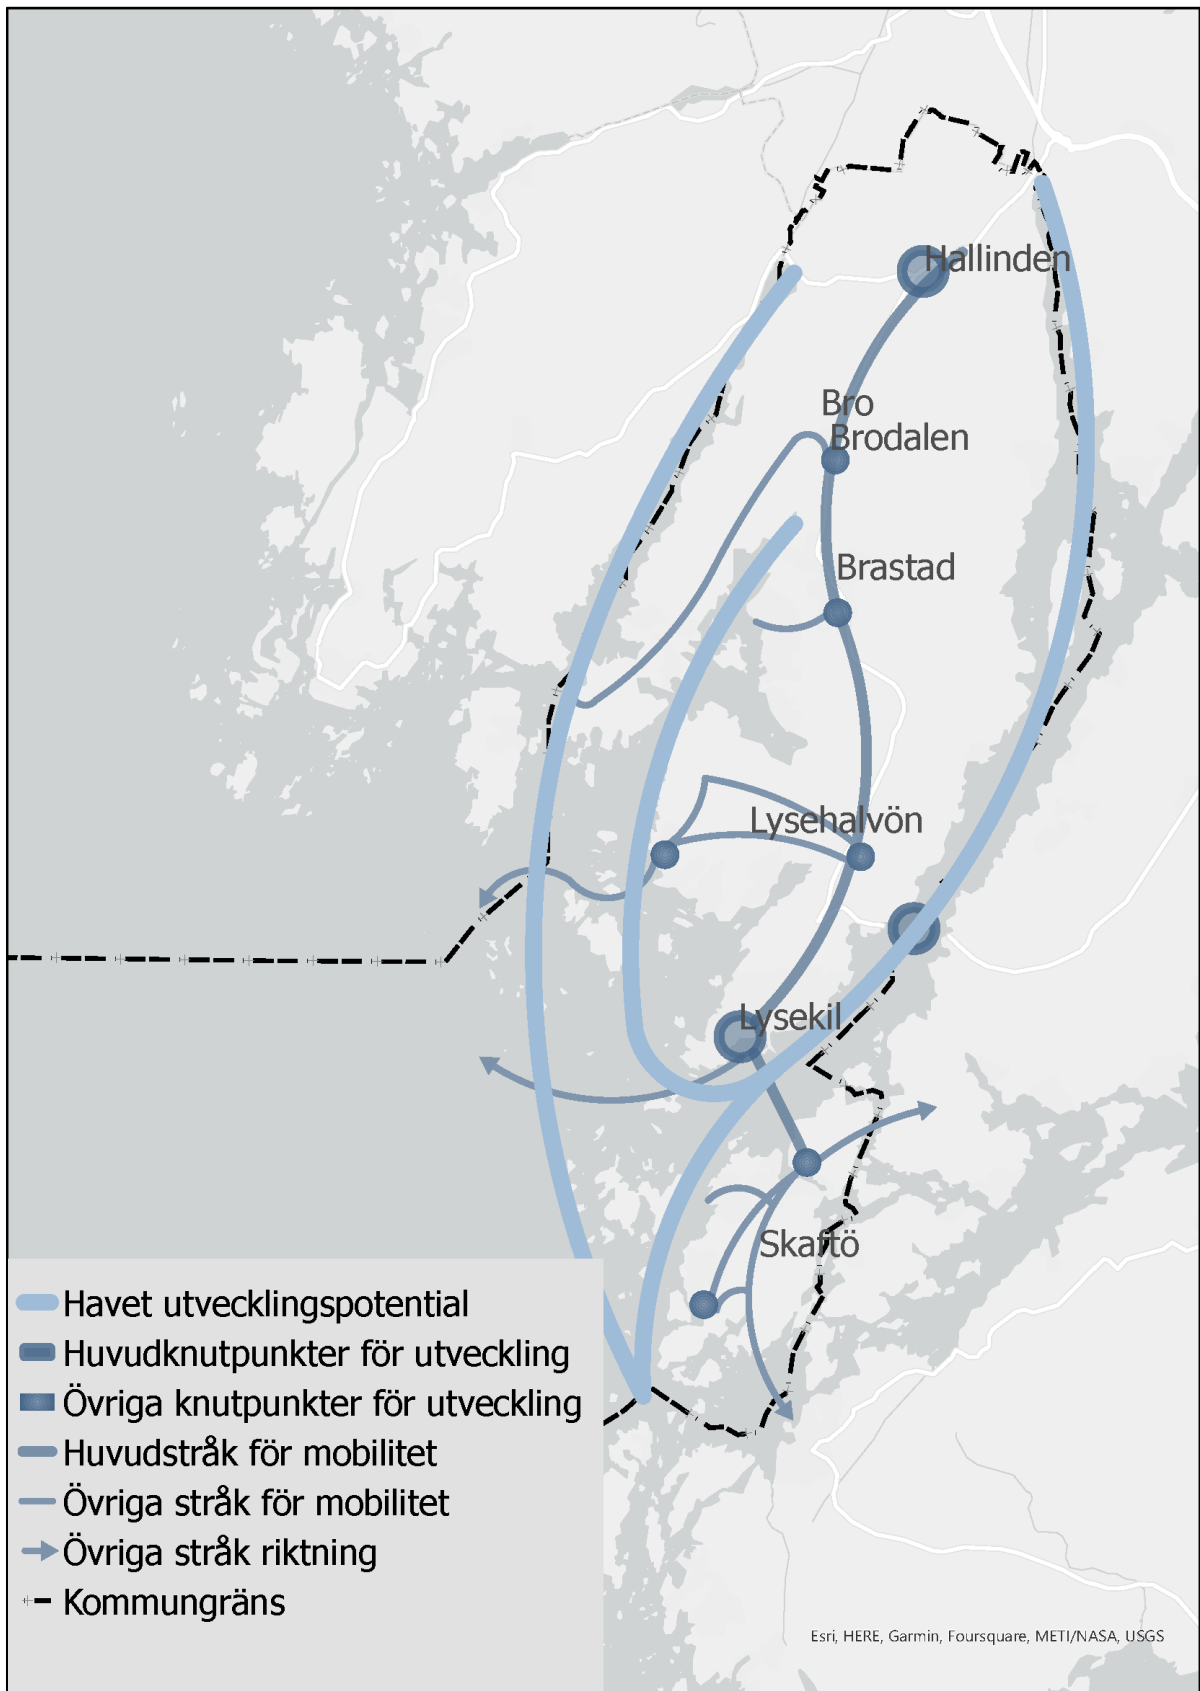 Hallinden
Bro
Brodalen
Brastad
Lysehalvön
Lysekil
Skaftö
Havet utvecklingspotential
Huvudknutpunkter för utveckling
Övriga knutpunkter för utveckling
Huvudstråk för mobilitet
Övriga stråk för mobilitet
Övriga stråk riktning
Kommungräns
Esri, HERE, Garmin, Foursquare, METI/NASA, USGS